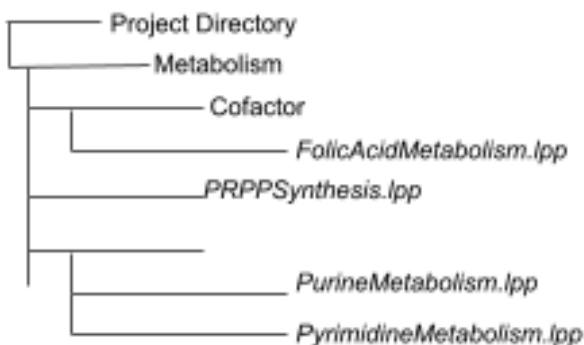 Project Directory
Metabolism
Cofactor
FolicAcidMetabolism.lpp
PRPPSynthesis.lpp
PurineMetabolism.lpp
PyrimidineMetabolism.lpp